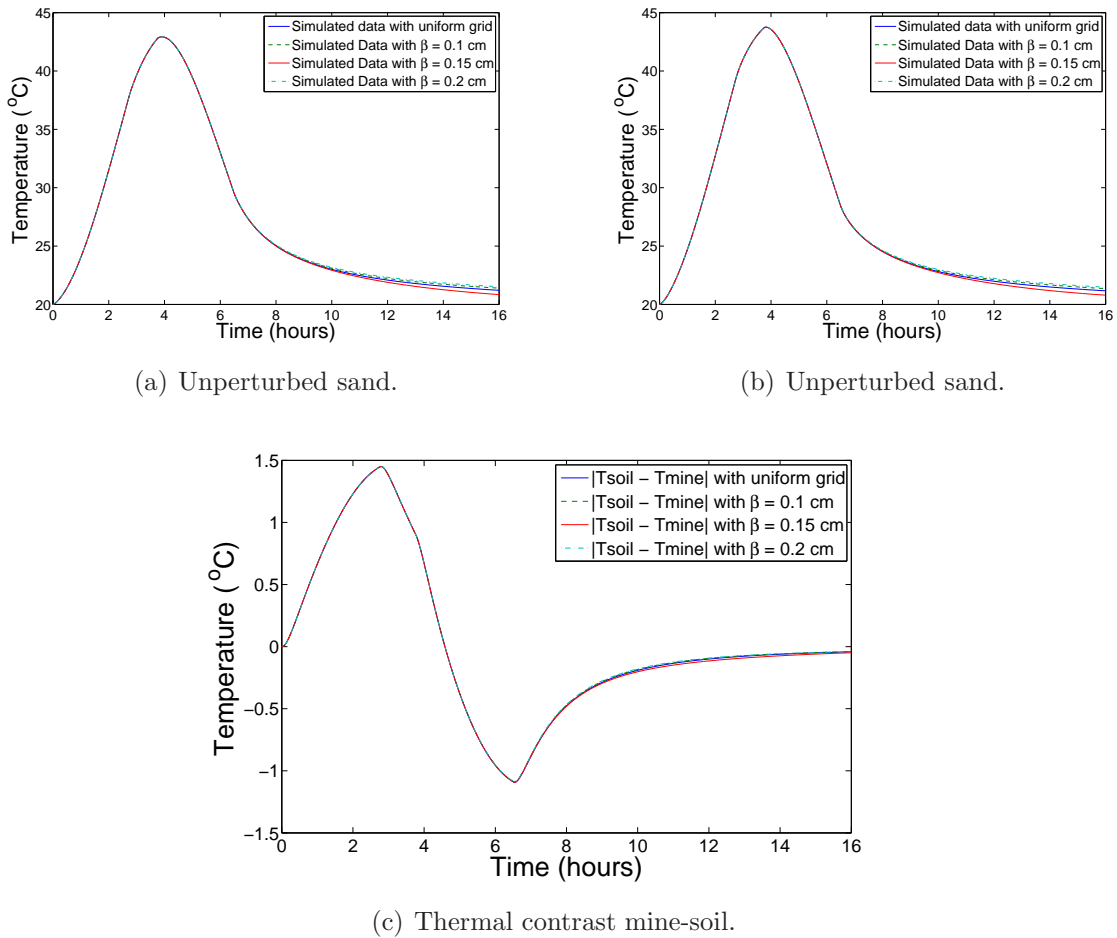 45
40
35
30
25
20
0 2 4 6 8 10 12 14 16
Temperature (°C)
Time (hours)
Simulated data with uniform grid
Simulated Data with β = 0.1 cm
Simulated Data with β = 0.15 cm
Simulated Data with β = 0.2 cm
(a) Unperturbed sand.
45
40
35
30
25
20
0 2 4 6 8 10 12 14 16
Temperature (°C)
Time (hours)
Simulated data with uniform grid
Simulated Data with β = 0.1 cm
Simulated Data with β = 0.15 cm
Simulated Data with β = 0.2 cm
(b) Unperturbed sand.
1.5
1
0.5
0
−0.5
−1
−1.5
0 2 4 6 8 10 12 14 16
Temperature (°C)
Time (hours)
|Tsoil − Tmine| with uniform grid
|Tsoil − Tmine| with β = 0.1 cm
|Tsoil − Tmine| with β = 0.15 cm
|Tsoil − Tmine| with β = 0.2 cm
(c) Thermal contrast mine-soil.